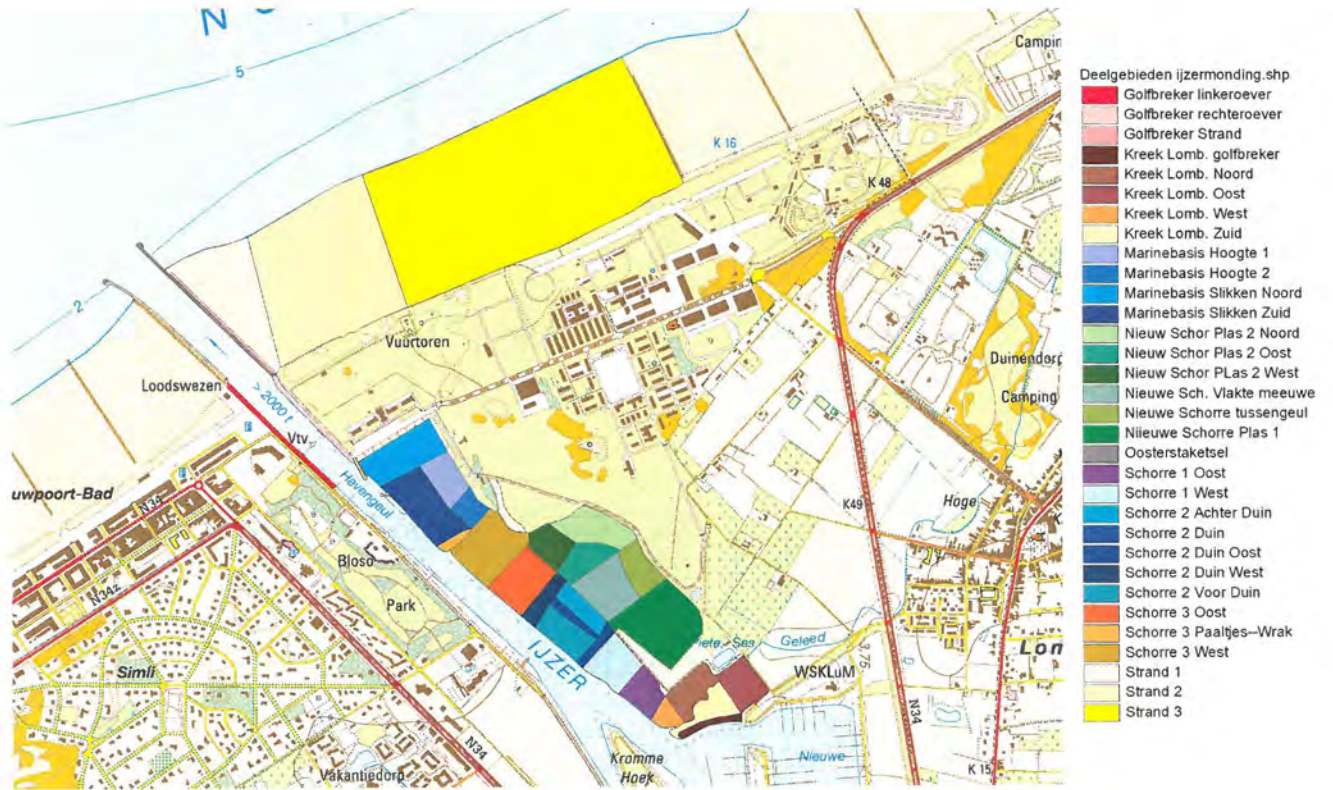 N
5
2
K 16
Campin
K 48
Vuurtoren
Loodswezen
> 2000 t
Vtv
Havengeul
uwpoort-Bad
N34
N34z
Bloso
Park
Simli
IJZER
Duinendorp
Camping
Hoge
K49
Geleed
Sas
WSKLuM
3.75
Lom
N34
N34
Kromme
Hoek
Nieuwe
Vakantiedorp
K 15
Deelgebieden ijzermonding.shp
Golfbreker linkeroever
Golfbreker rechteroever
Golfbreker Strand
Kreek Lomb. golfbreker
Kreek Lomb. Noord
Kreek Lomb. Oost
Kreek Lomb. West
Kreek Lomb. Zuid
Marinebasis Hoogte 1
Marinebasis Hoogte 2
Marinebasis Slikken Noord
Marinebasis Slikken Zuid
Nieuw Schor Plas 2 Noord
Nieuw Schor Plas 2 Oost
Nieuw Schor PLas 2 West
Nieuwe Sch. Vlakte meeuwe
Nieuwe Schorre tussengeul
Niieuwe Schorre Plas 1
Oosterstaketsel
Schorre 1 Oost
Schorre 1 West
Schorre 2 Achter Duin
Schorre 2 Duin
Schorre 2 Duin Oost
Schorre 2 Duin West
Schorre 2 Voor Duin
Schorre 3 Oost
Schorre 3 Paaltjes--Wrak
Schorre 3 West
Strand 1
Strand 2
Strand 3